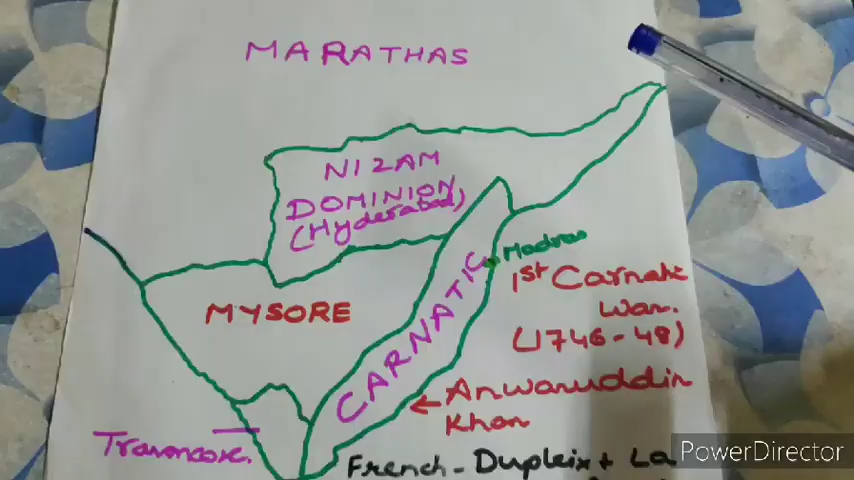 MARATHAS
NIZAM
DOMINION
(Hyderabad)
Madras
1st Carnatic
War.
(1746-48)
MYSORE
CARNATIC
← Anwaruddin
Khan
Travancore.
French - Dupleix + La
PowerDirector